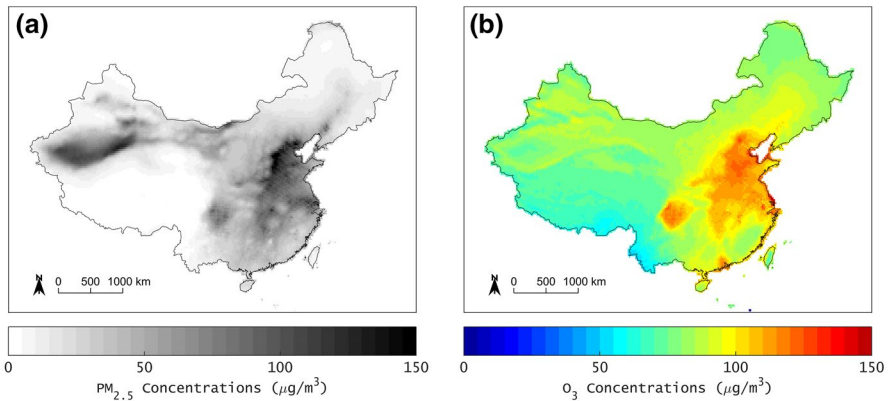 (a)
N
0 500 1000 km
0 50 100 150
PM2.5 Concentrations (μg/m³)
(b)
N
0 500 1000 km
0 50 100 150
O3 Concentrations (μg/m³)